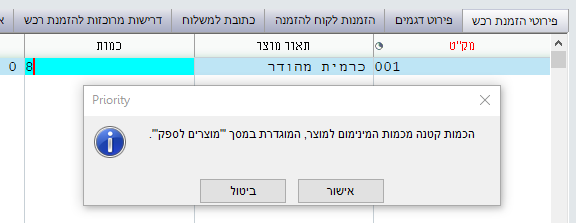 פירוטי הזמנת רכש
פירוט דגמים
הזמנות לקוח להזמנה
כתובת למשלוח
דרישות מרוכזות להזמנת רכש
מק"ט
תאור מוצר
כמות
001
כרמית מהודר
8
0
Priority
הכמות קטנה מכמות המינימום למוצר, המוגדרת במסך '"מוצרים לספק"'.
אישור
ביטול